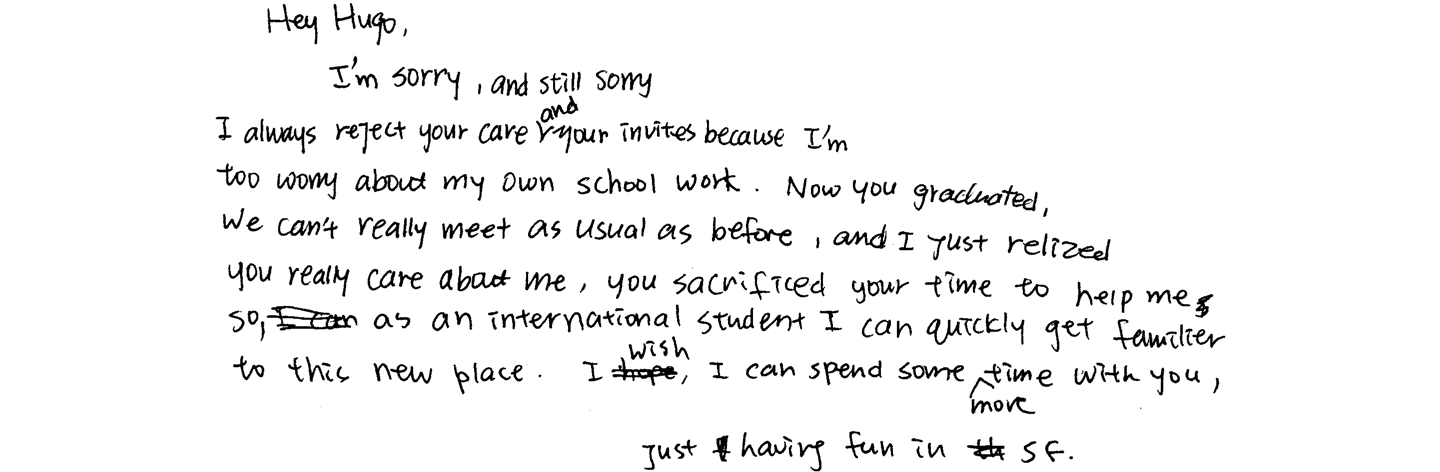 Hey Hugo,
I'm sorry, and still sorry
I always reject your care and your invites because I'm
too worry about my own school work. Now you graduated,
We can't really meet as usual as before, and I just relized
you really care about me, you sacrificed your time to help me
so, as an international student I can quickly get familier
to this new place. I wish, I can spend some more time with you,
just having fun in SF.